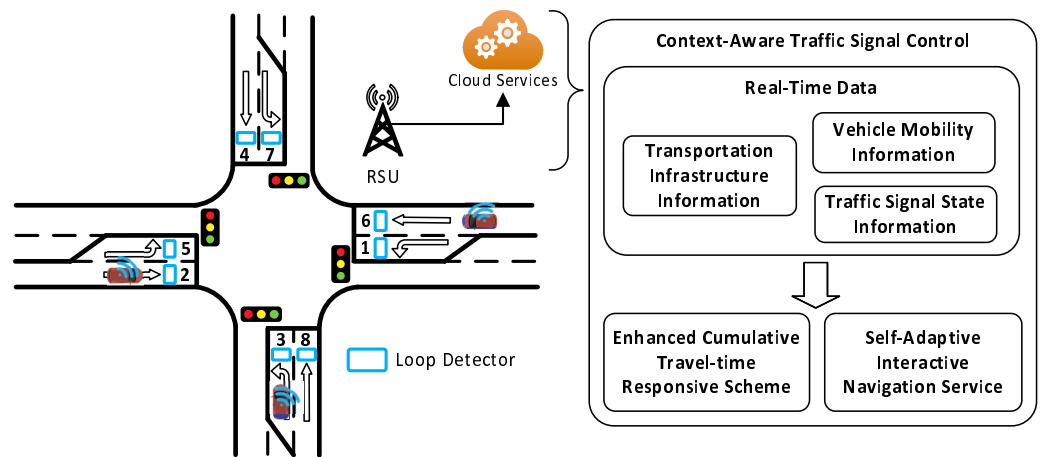 Cloud Services
RSU
4 7
6
1
5
2
3 8
Loop Detector
Context-Aware Traffic Signal Control
Real-Time Data
Transportation
Infrastructure
Information
Vehicle Mobility
Information
Traffic Signal State
Information
Enhanced Cumulative
Travel-time
Responsive Scheme
Self-Adaptive
Interactive
Navigation Service